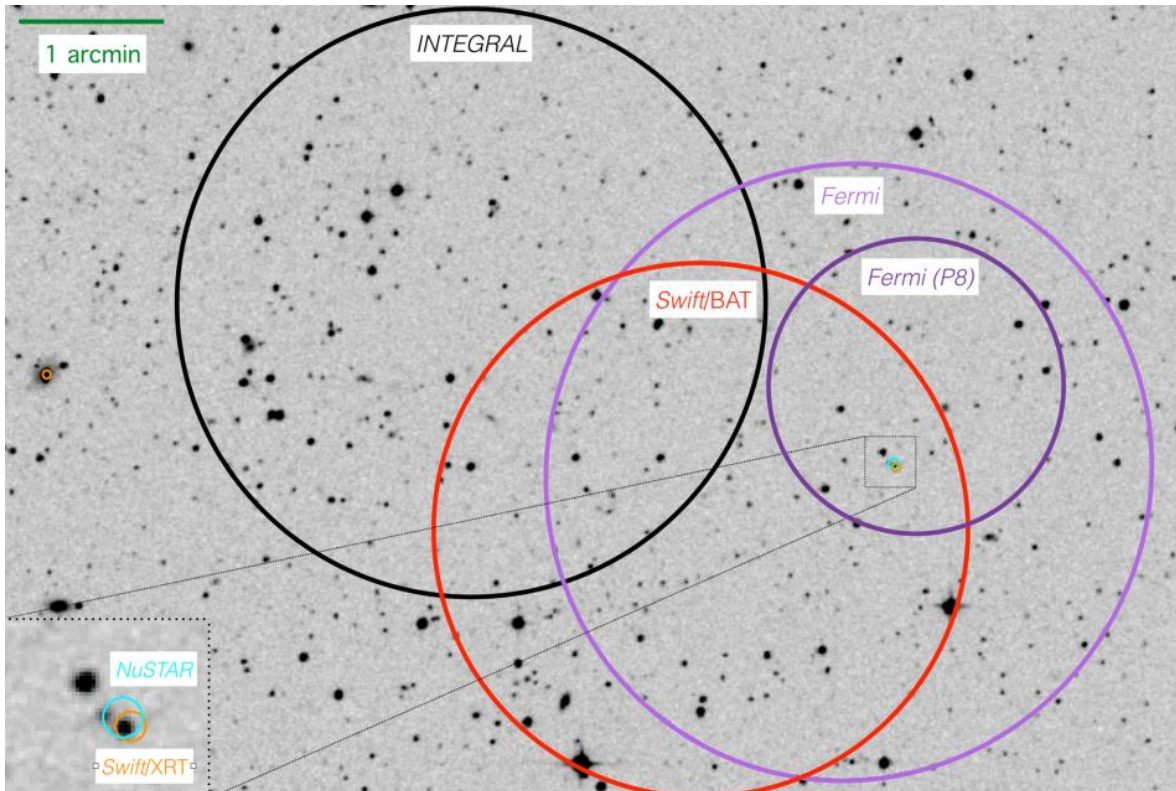 INTEGRAL
1 arcmin
Fermi
Fermi (P8)
Swift/BAT
NuSTAR
Swift/XRT